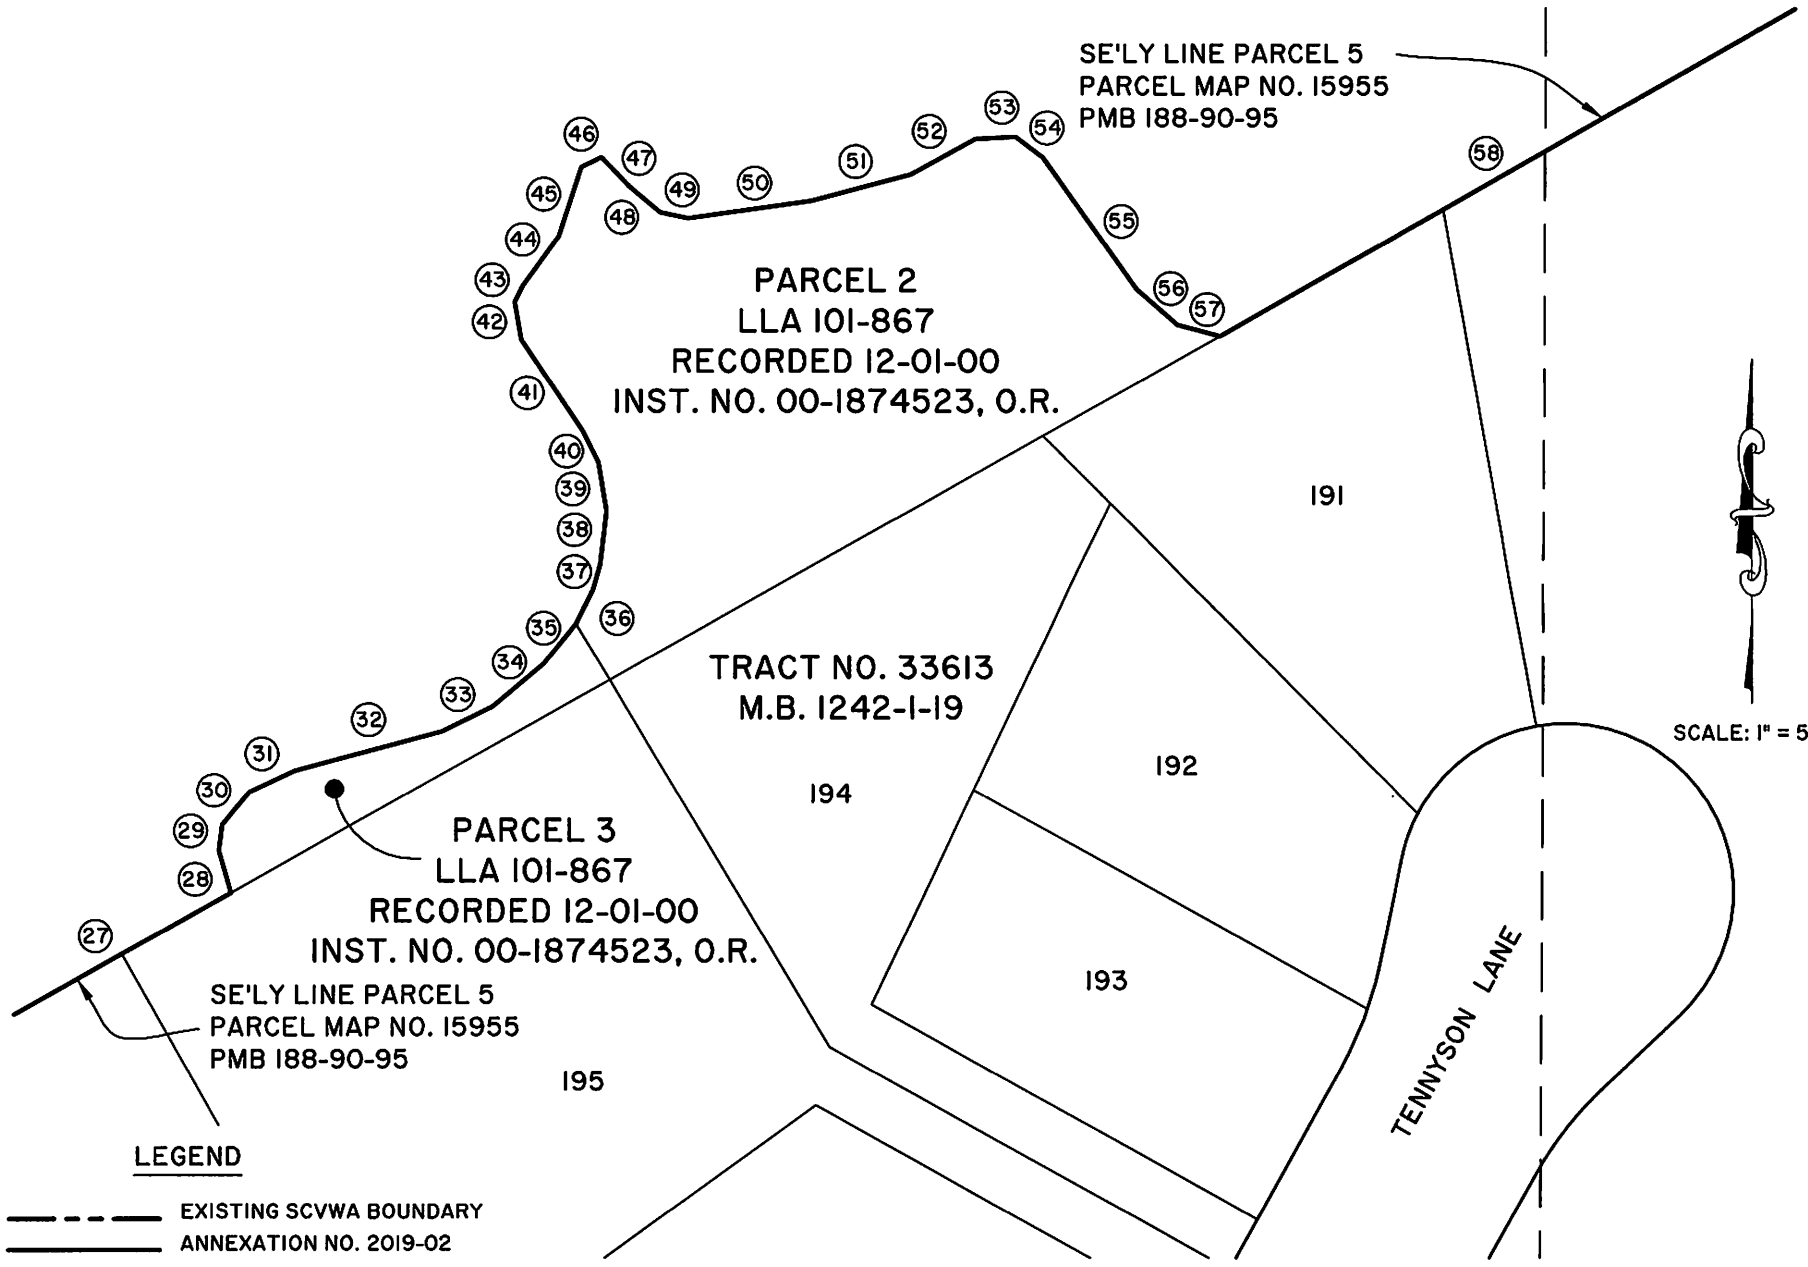 SE'LY LINE PARCEL 5
PARCEL MAP NO. 15955
PMB 188-90-95
53
54
52
46
47
51
58
50
49
45
48
55
44
43
56
57
42
PARCEL 2
LLA 101-867
RECORDED 12-01-00
INST. NO. 00-1874523, O.R.
41
40
39
191
38
37
36
35
34
33
32
31
30
29
28
27
TRACT NO. 33613
M.B. 1242-1-19
SCALE: 1" = 5
192
194
PARCEL 3
LLA 101-867
RECORDED 12-01-00
INST. NO. 00-1874523, O.R.
193
TENNYSON LANE
SE'LY LINE PARCEL 5
PARCEL MAP NO. 15955
PMB 188-90-95
195
LEGEND
EXISTING SCVWA BOUNDARY
ANNEXATION NO. 2019-02